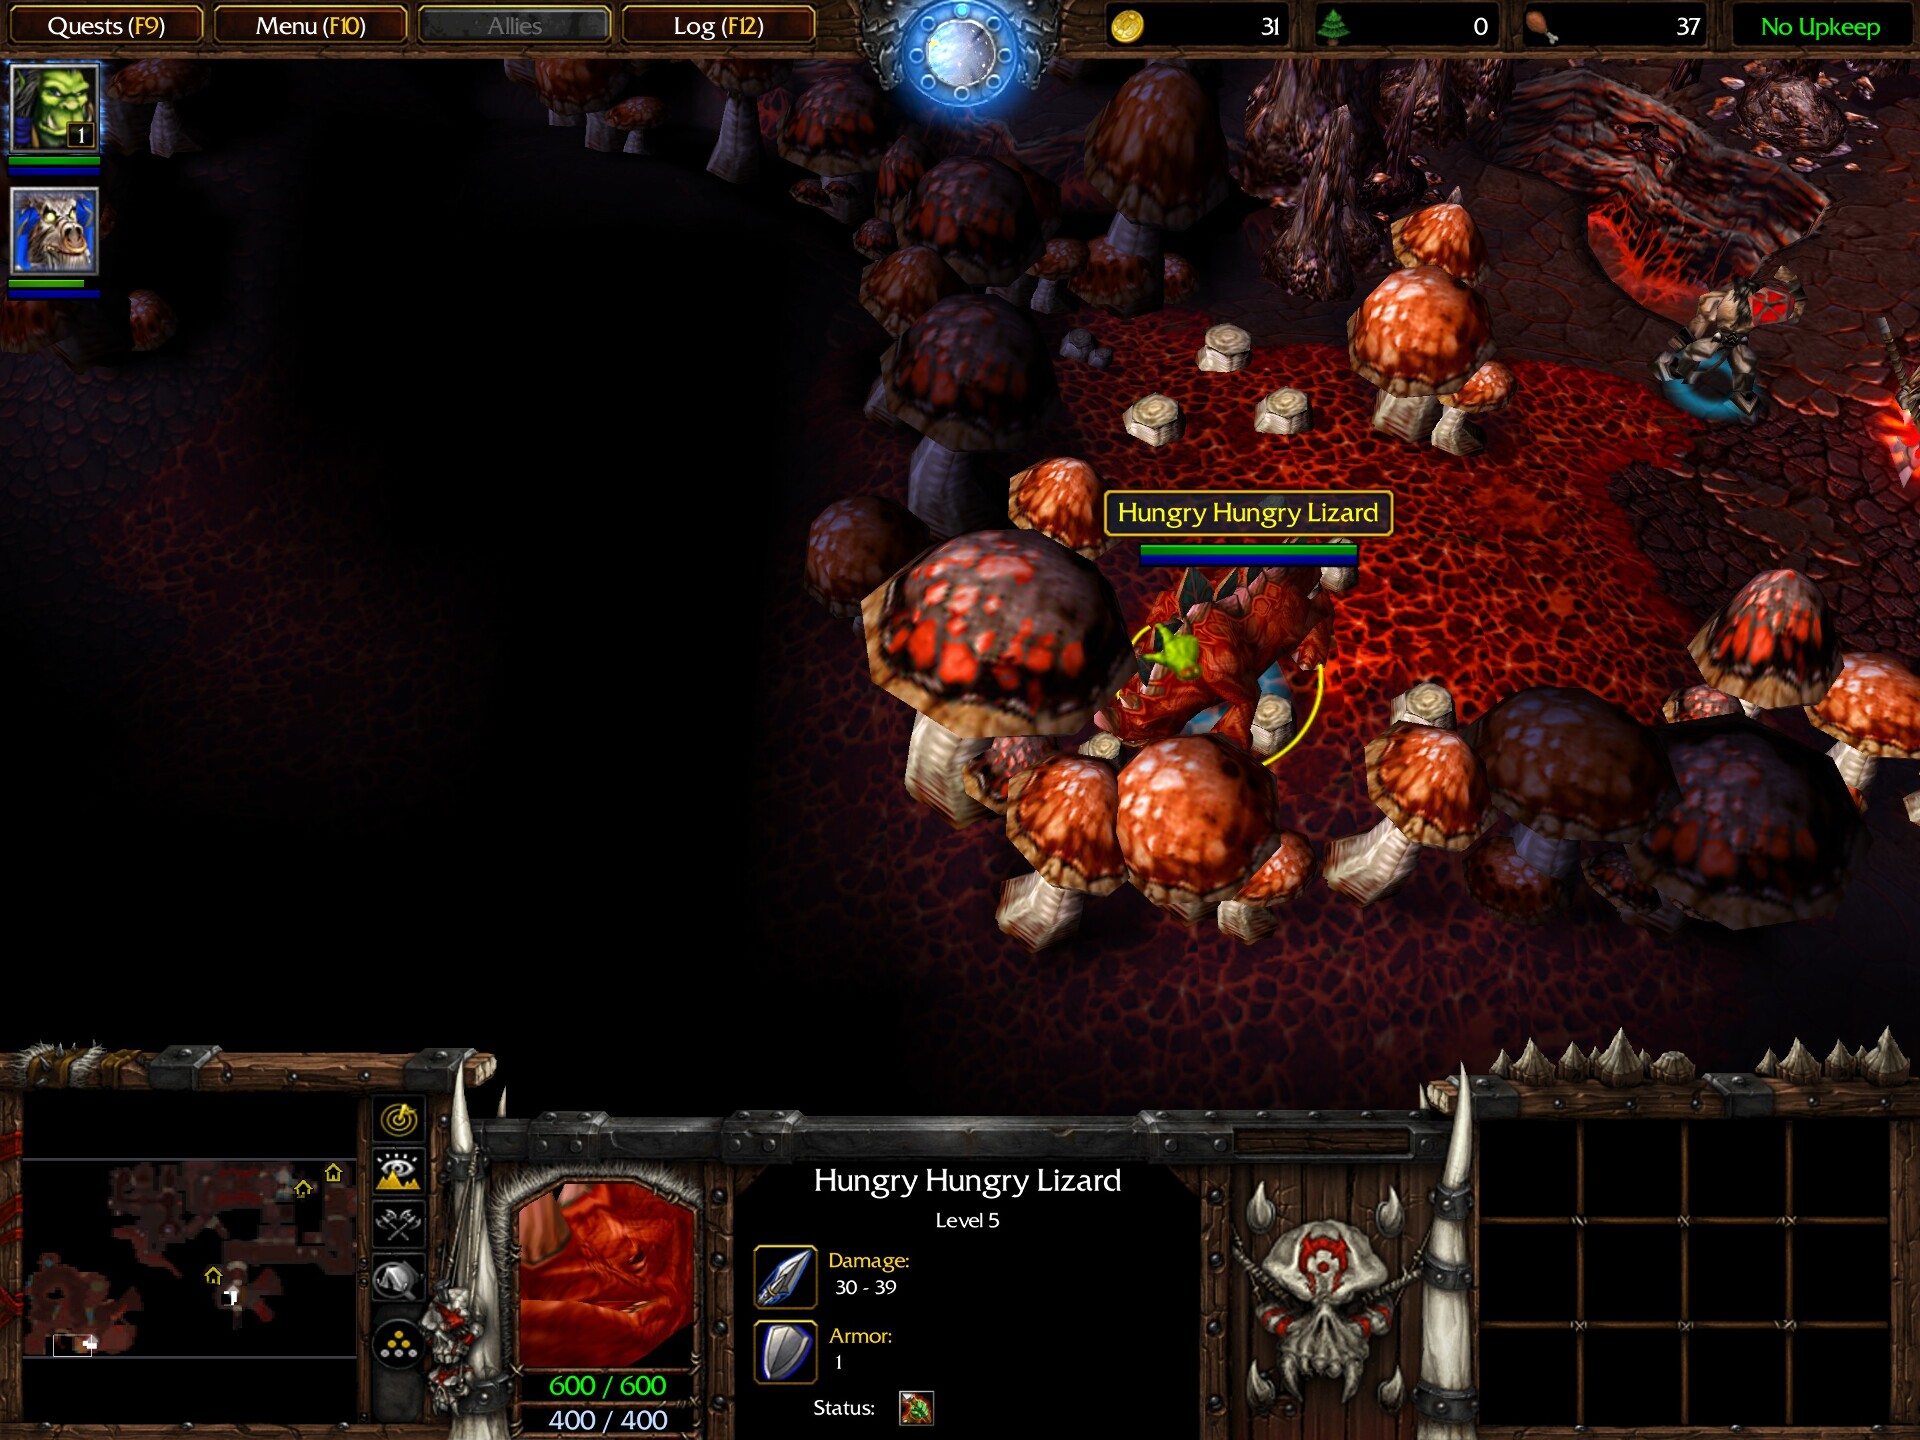 Quests (F9) Menu (F10) Allies Log (F12) 31 0 37 No Upkeep
1
Hungry Hungry Lizard
Hungry Hungry Lizard
Level 5
Damage:
30 - 39
Armor:
1
600 / 600
Status:
400 / 400